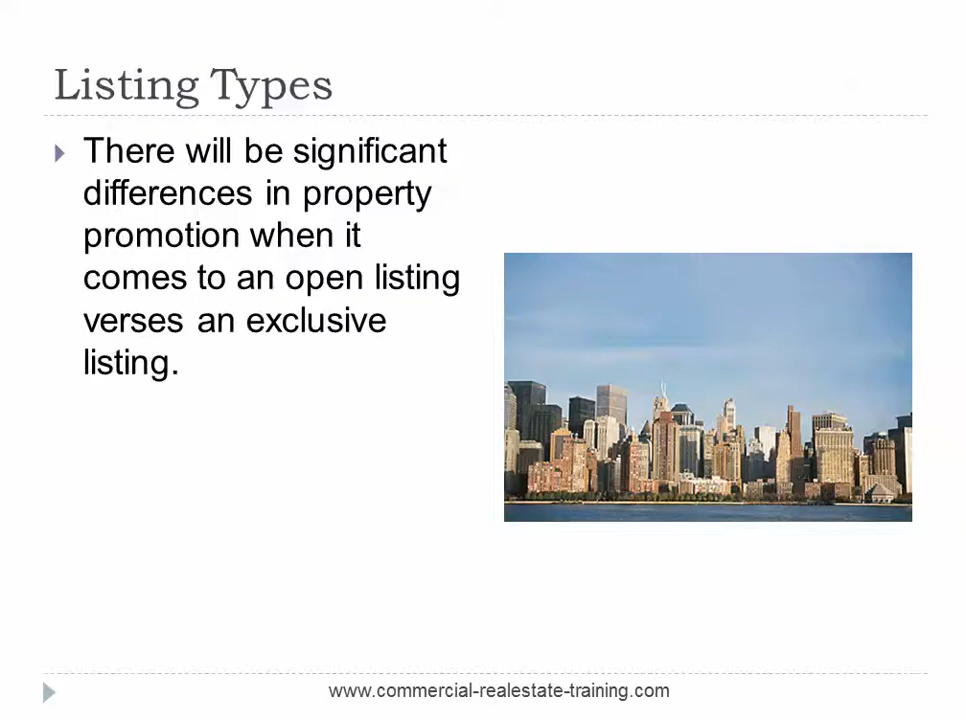 Listing Types
There will be significant
differences in property
promotion when it
comes to an open listing
verses an exclusive
listing.
www.commercial-realestate-training.com